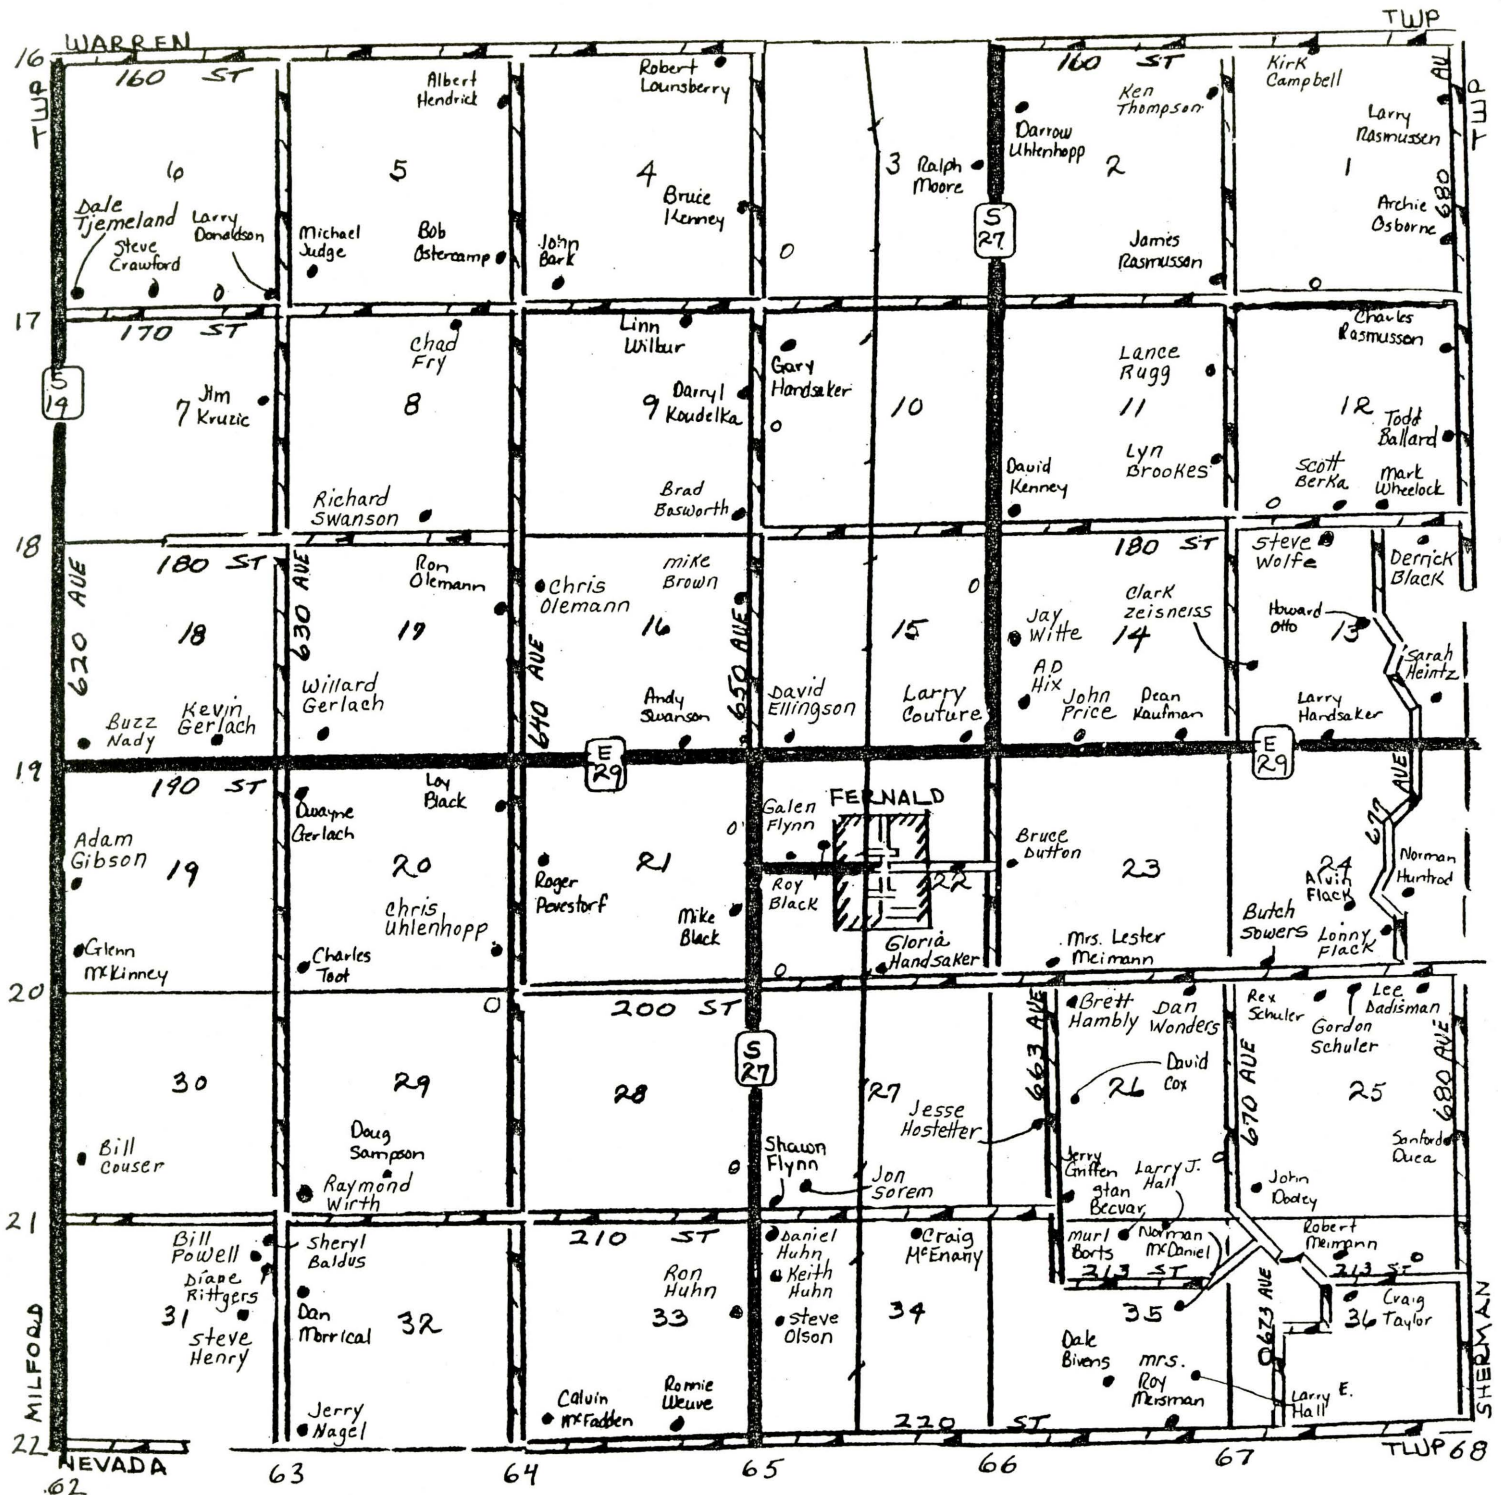 TWP
WARREN
16
160 ST
160 ST
TWP
AV
TWP
Albert
Hendrick
Robert
Lounsberry
Ken
Thompson
Kirk
Campbell
Darrow
Uhlenhopp
Larry
Rasmussen
6
5
4
3
Ralph
Moore
2
1
680
S
27
Dale
Tjemeland
Larry
Donaldson
Steve
Crawford
Michael
Judge
Bob
Ostercamp
John
Bark
Bruce
Kenney
James
Rasmusson
Archie
Osborne
17
170 ST
Chad
Fry
Linn
Wilbur
Gary
Handsaker
Lance
Rugg
Charles
Rasmusson
S
14
7
Jim
Kruzic
8
9
Darryl
Koudelka
10
11
12
Todd
Ballard
Richard
Swanson
Brad
Bosworth
David
Kenney
Lyn
Brookes
Scott
Berka
Mark
Wheelock
18
180 ST
180 ST
620 AVE
630 AVE
640 AVE
650 AVE
Ron
Olemann
Chris
Olemann
Mike
Brown
Clark
Zeisneiss
Steve
Wolfe
Derrick
Black
18
17
16
15
Jay
Witte
14
Howard
Otto
13
Sarah
Heintz
Buzz
Nady
Kevin
Gerlach
Willard
Gerlach
Andy
Swanson
David
Ellingson
Larry
Couture
A.D
Hix
John
Price
Dean
Kaufman
Larry
Handsaker
19
190 ST
E
29
E
29
677 AVE
Dwayne
Gerlach
Loy
Black
Galen
Flynn
FERNALD
Bruce
Dutton
Adam
Gibson
19
20
Roger
Pevestorf
21
Roy
Black
22
23
24
Alvin
Flack
Norman
Huntrod
Glenn
McKinney
Charles
Toot
Chris
Uhlenhopp
Mike
Black
Gloria
Handsaker
Mrs. Lester
Meimann
Butch
Sowers
Lonny
Flack
20
200 ST
663 AVE
Brett
Hambly
Dan
Wonders
Rex
Schuler
Gordon
Schuler
Lee
Dadisman
S
27
30
29
28
27
Jesse
Hostetter
David
Cox
26
670 AVE
25
680 AVE
Bill
Couser
Doug
Sampson
Raymond
Wirth
Shawn
Flynn
Jon
Sorem
Jerry
Griffen
Stan
Becvar
Larry J.
Hall
John
Dooley
Sanford
Duea
21
210 ST
Bill
Powell
Sheryl
Baldus
Diane
Rittgers
Daniel
Huhn
Craig
McEnany
Murl
Borts
Norman
McDaniel
Robert
Meimann
213 ST
213 ST
31
Steve
Henry
Dan
Morrical
32
Ron
Huhn
33
Keith
Huhn
Steve
Olson
34
35
673 AVE
36
Craig
Taylor
MILFORD
SHERMAN
Jerry
Nagel
Calvin
McFadden
Ronnie
Weuve
Dale
Bivens
Mrs.
Roy
Mersman
Larry E.
Hall
22
220 ST
NEVADA
TWP
62
63
64
65
66
67
68